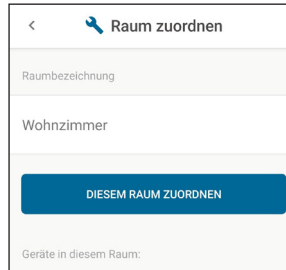 Raum zuordnen
Raumbezeichnung
Wohnzimmer
DIESEM RAUM ZUORDNEN
Geräte in diesem Raum: